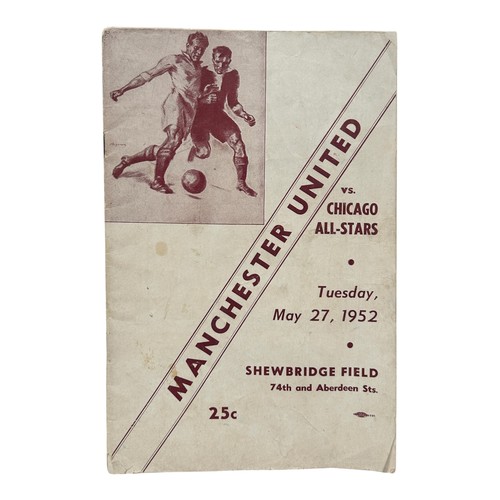 MANCHESTER UNITED
vs.
CHICAGO
ALL-STARS
•
Tuesday,
May 27, 1952
•
SHEWBRIDGE FIELD
74th and Aberdeen Sts.
25c